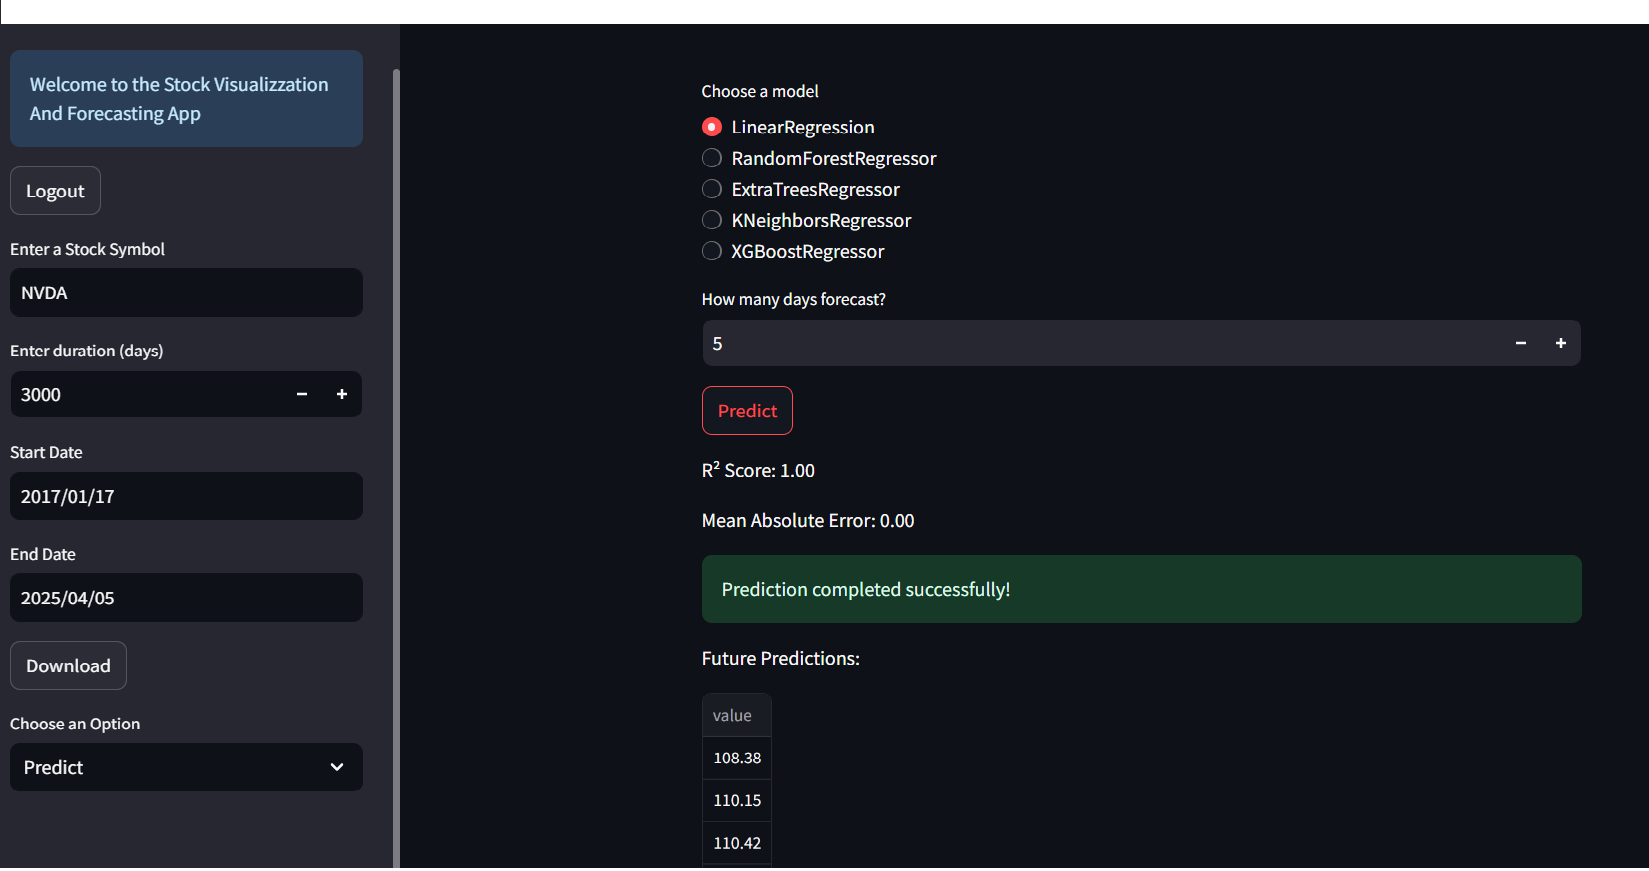 Welcome to the Stock Visualizzation
And Forecasting App
Logout
Enter a Stock Symbol
NVDA
Enter duration (days)
3000
Start Date
2017/01/17
End Date
2025/04/05
Download
Choose an Option
Predict
Choose a model
LinearRegression
RandomForestRegressor
ExtraTreesRegressor
KNeighborsRegressor
XGBoostRegressor
How many days forecast?
5
Predict
R² Score: 1.00
Mean Absolute Error: 0.00
Prediction completed successfully!
Future Predictions:
value
108.38
110.15
110.42